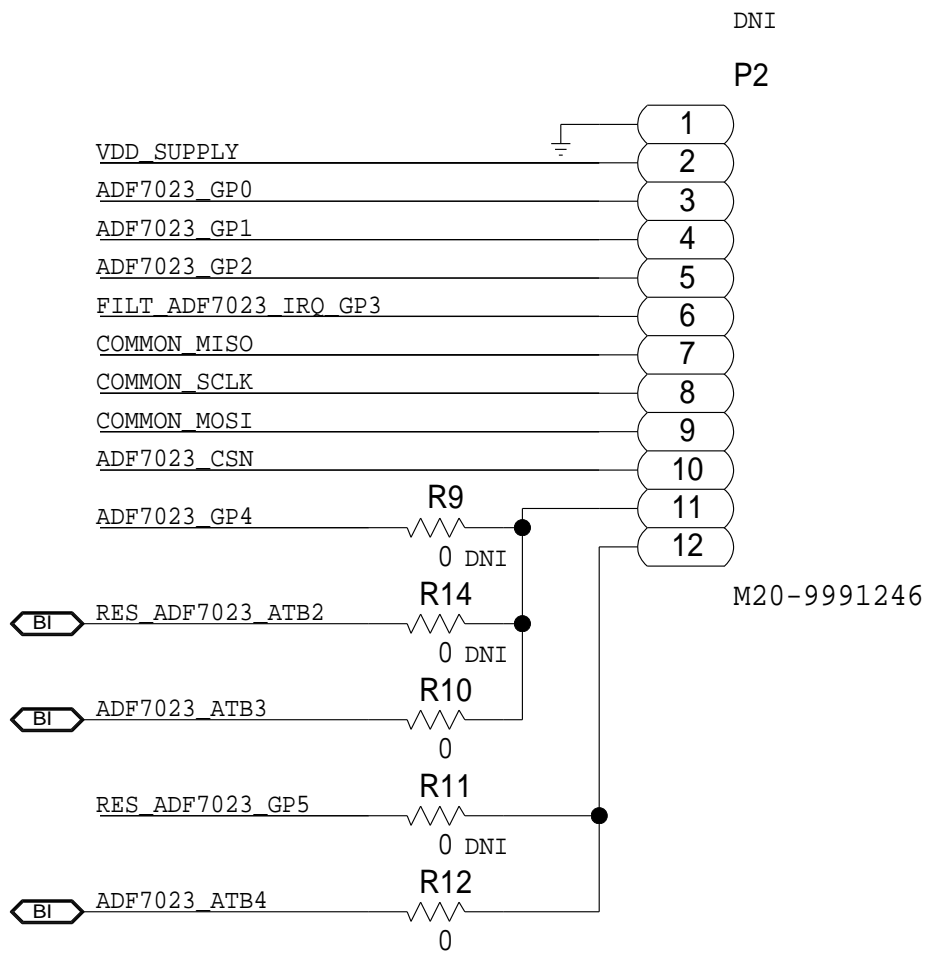 DNI
P2
1
VDD_SUPPLY
2
ADF7023_GP0
3
ADF7023_GP1
4
ADF7023_GP2
5
FILT_ADF7023_IRQ_GP3
6
COMMON_MISO
7
COMMON_SCLK
8
COMMON_MOSI
9
ADF7023_CSN
10
R9
ADF7023_GP4
11
0 DNI
12
R14
M20-9991246
BI RES_ADF7023_ATB2
0 DNI
R10
BI ADF7023_ATB3
0
R11
RES_ADF7023_GP5
0 DNI
R12
BI ADF7023_ATB4
0